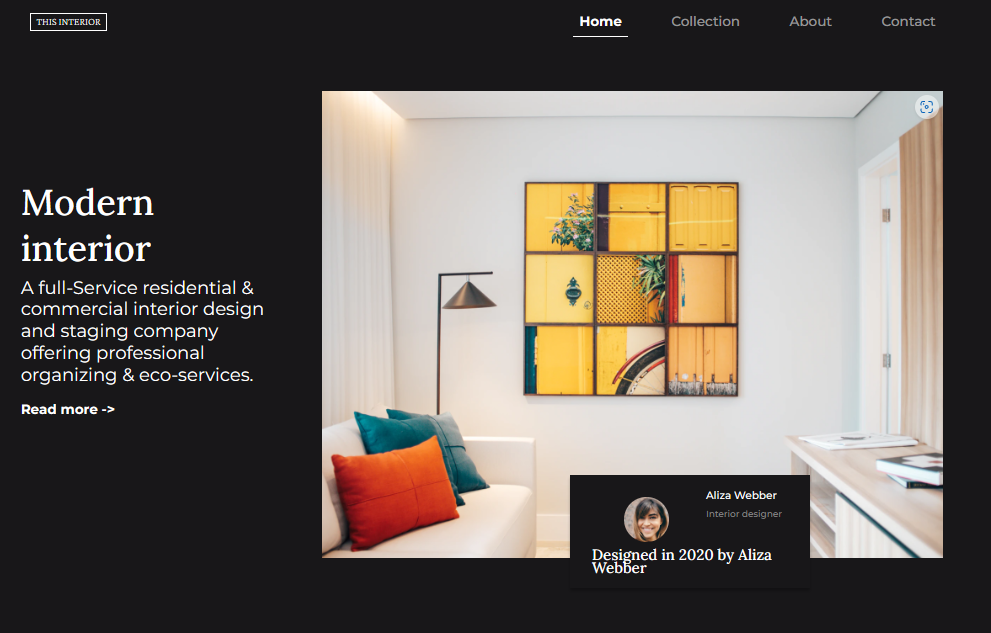 THIS INTERIOR
Home Collection About Contact
Modern
interior
A full-Service residential &
commercial interior design
and staging company
offering professional
organizing & eco-services.
Read more ->
Aliza Webber
Interior designer
Designed in 2020 by Aliza
Webber